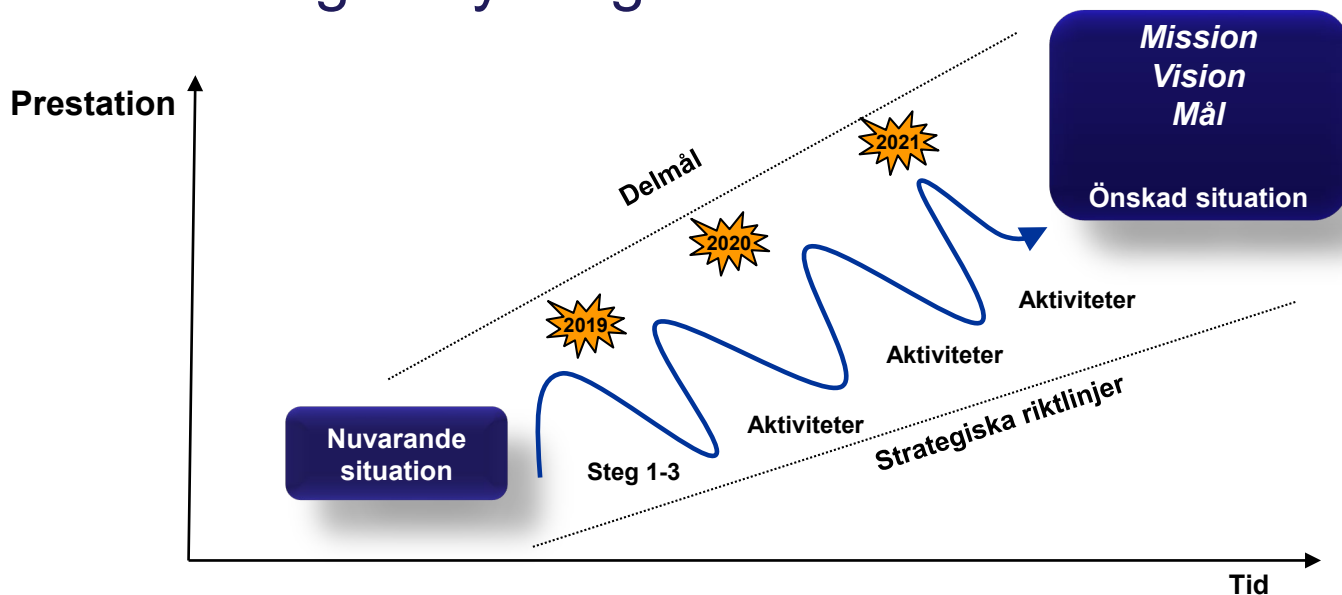 Prestation
Mission
Vision
Mål
Önskad situation
Delmål
2021
2020
2019
Aktiviteter
Aktiviteter
Aktiviteter
Strategiska riktlinjer
Nuvarande
situation
Steg 1-3
Tid